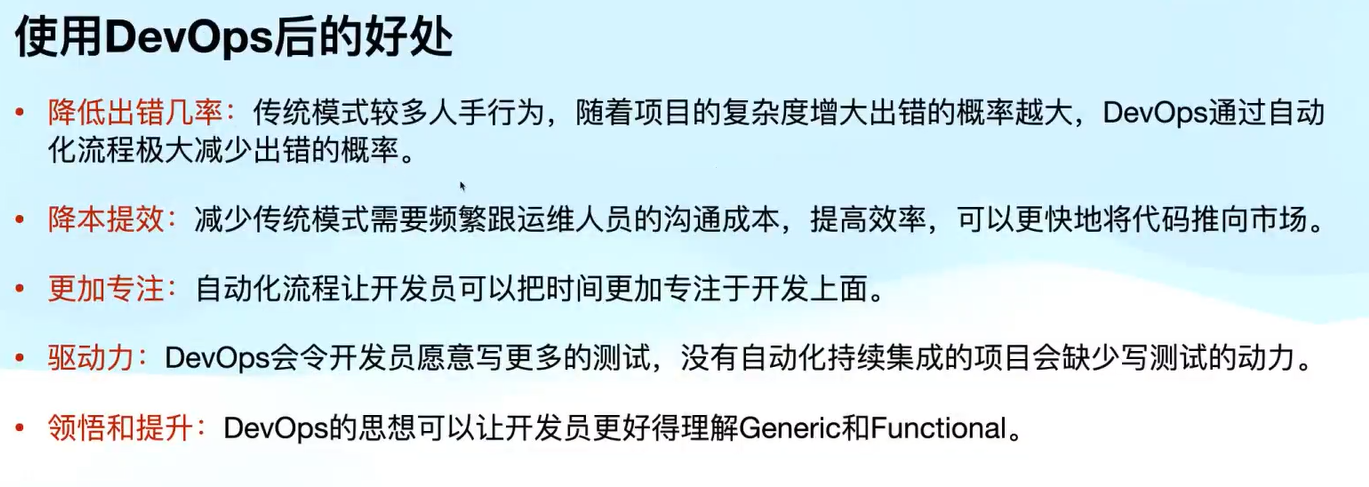 使用DevOps后的好处
• 降低出错几率：传统模式较多人手行为，随着项目的复杂度增大出错的概率越大，DevOps通过自动
化流程极大减少出错的概率。
• 降本提效：减少传统模式需要频繁跟运维人员的沟通成本，提高效率，可以更快地将代码推向市场。
• 更加专注：自动化流程让开发员可以把时间更加专注于开发上面。
• 驱动力：DevOps会令开发员愿意写更多的测试，没有自动化持续集成的项目会缺少写测试的动力。
• 领悟和提升：DevOps的思想可以让开发员更好得理解Generic和Functional。